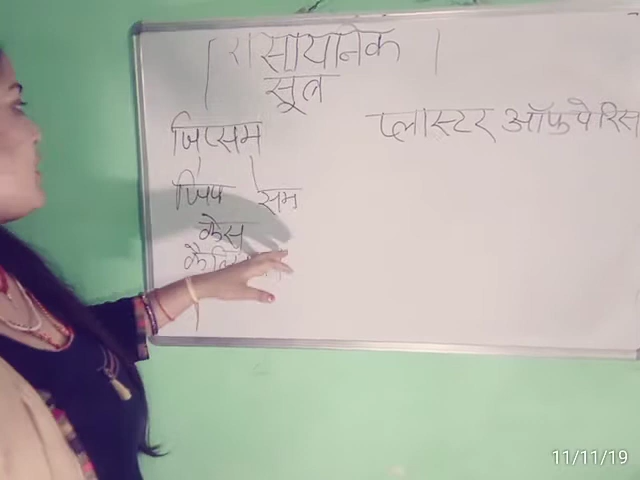 रासायनिक
सूत्र
जिप्सम प्लास्टर ऑफ पेरिस
जिप सम
केस
11/11/19